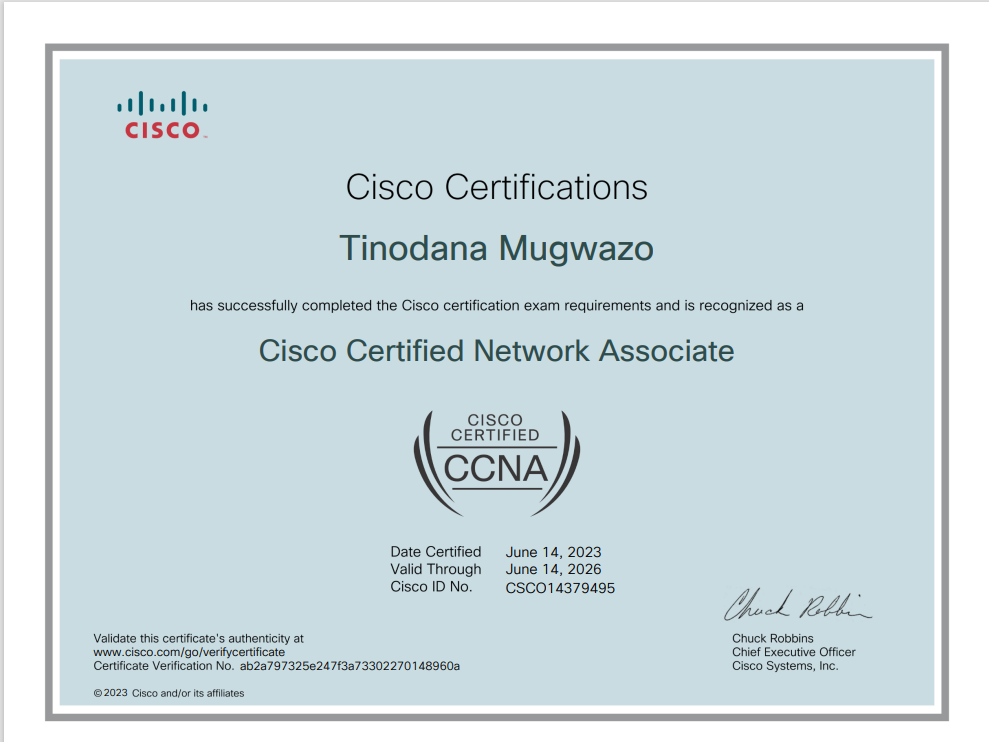 CISCO
Cisco Certifications
Tinodana Mugwazo
has successfully completed the Cisco certification exam requirements and is recognized as a
Cisco Certified Network Associate
CISCO
CERTIFIED
CCNA
Date Certified June 14, 2023
Valid Through June 14, 2026
Cisco ID No. CSCO14379495
Chuck Robbins
Validate this certificate's authenticity at
www.cisco.com/go/verifycertificate
Certificate Verification No. ab2a797325e247f3a73302270148960a
Chuck Robbins
Chief Executive Officer
Cisco Systems, Inc.
© 2023 Cisco and/or its affiliates